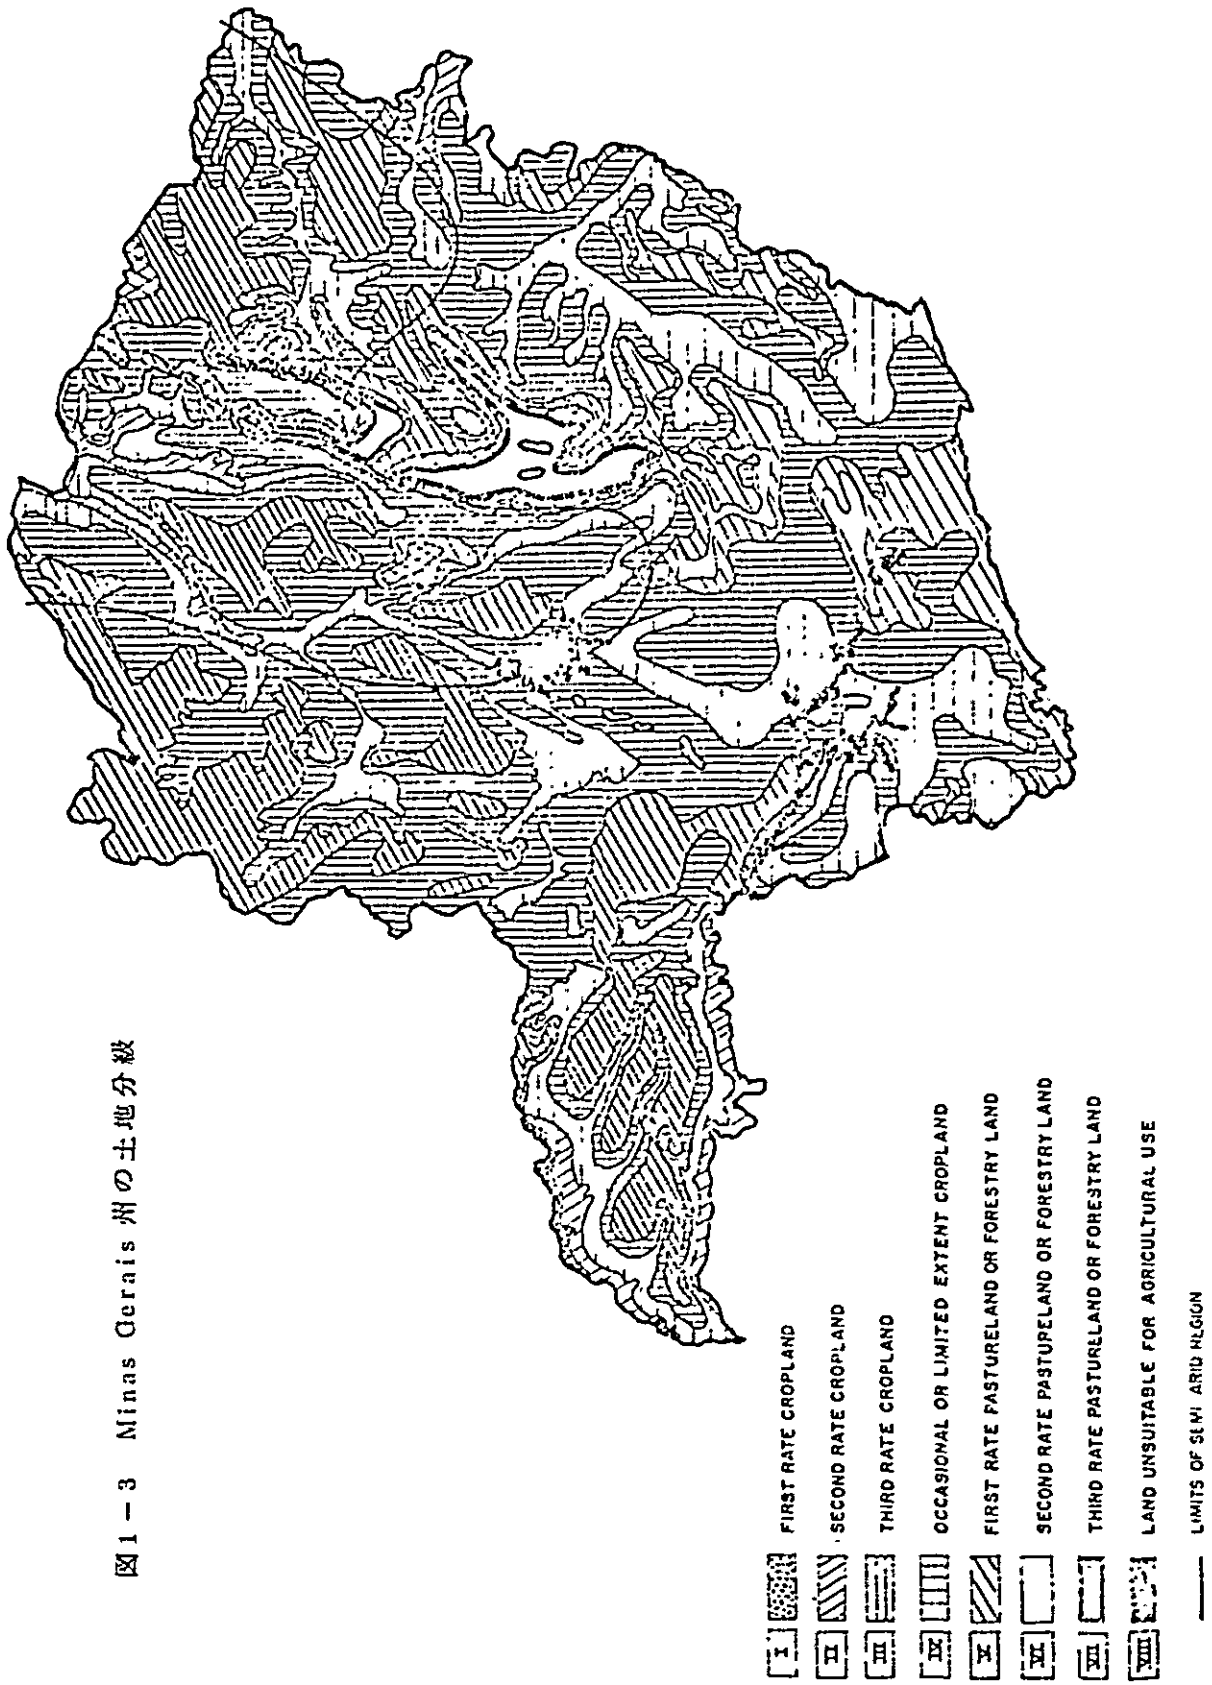 図1－3 Minas Gerais 州の土地分級
I FIRST RATE CROPLAND
II SECOND RATE CROPLAND
III THIRD RATE CROPLAND
IV OCCASIONAL OR LIMITED EXTENT CROPLAND
V FIRST RATE PASTURELAND OR FORESTRY LAND
VI SECOND RATE PASTUPELAND OR FORESTRY LAND
VII THIRD RATE PASTURELAND OR FORESTRY LAND
VIII LAND UNSUITABLE FOR AGRICULTURAL USE
LIMITS OF SEMI ARID REGION